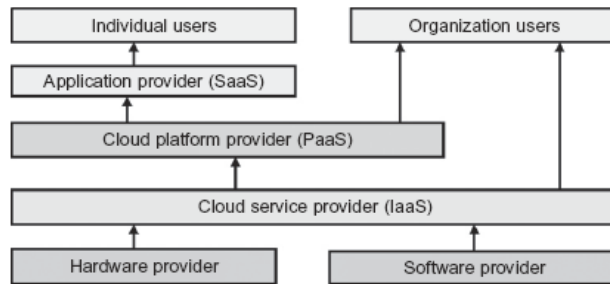 Individual users
Organization users
Application provider (SaaS)
Cloud platform provider (PaaS)
Cloud service provider (IaaS)
Hardware provider
Software provider